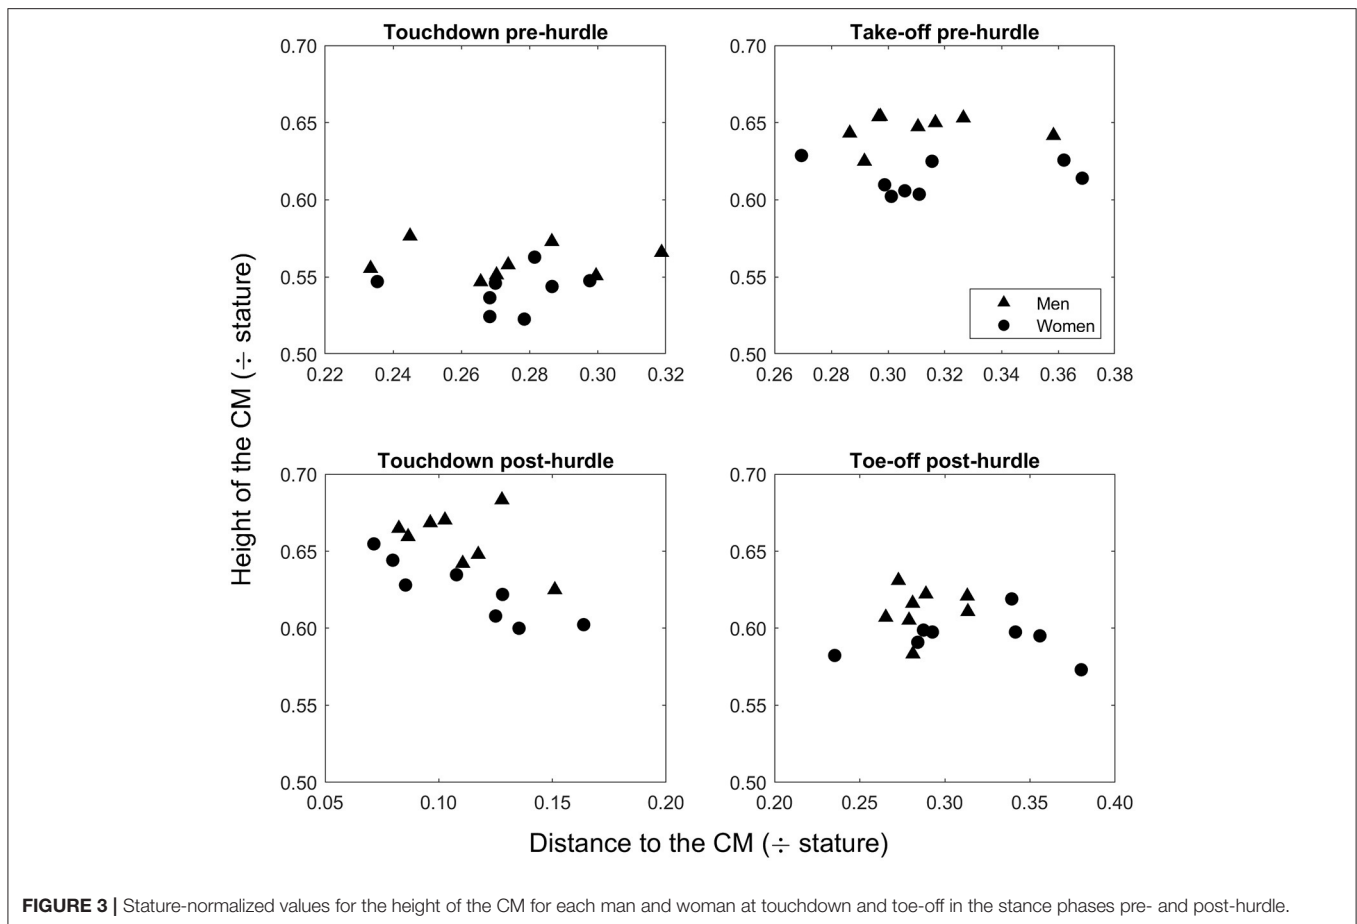 Touchdown pre-hurdle
0.70
0.65
0.60
0.55
0.50
0.22 0.24 0.26 0.28 0.30 0.32
Take-off pre-hurdle
0.70
0.65
0.60
0.55
0.50
0.26 0.28 0.30 0.32 0.34 0.36 0.38
Men
Women
Height of the CM (÷ stature)
Touchdown post-hurdle
0.70
0.65
0.60
0.55
0.50
0.05 0.10 0.15 0.20
Toe-off post-hurdle
0.70
0.65
0.60
0.55
0.50
0.20 0.25 0.30 0.35 0.40
Distance to the CM (÷ stature)
FIGURE 3 | Stature-normalized values for the height of the CM for each man and woman at touchdown and toe-off in the stance phases pre- and post-hurdle.